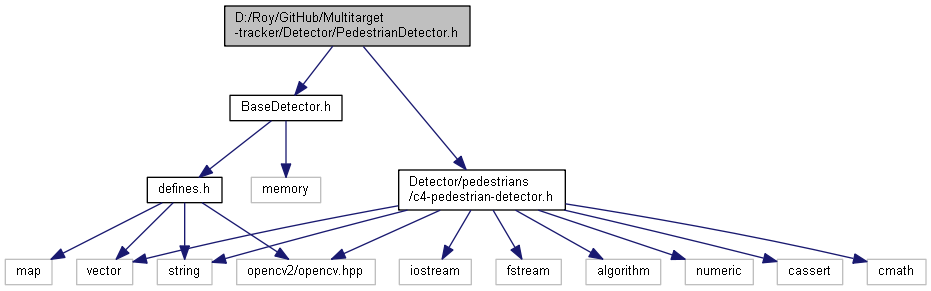 D:/Roy/GitHub/Multitarget
-tracker/Detector/PedestrianDetector.h
BaseDetector.h
defines.h
memory
Detector/pedestrians
/c4-pedestrian-detector.h
map
vector
string
opencv2/opencv.hpp
iostream
fstream
algorithm
numeric
cassert
cmath